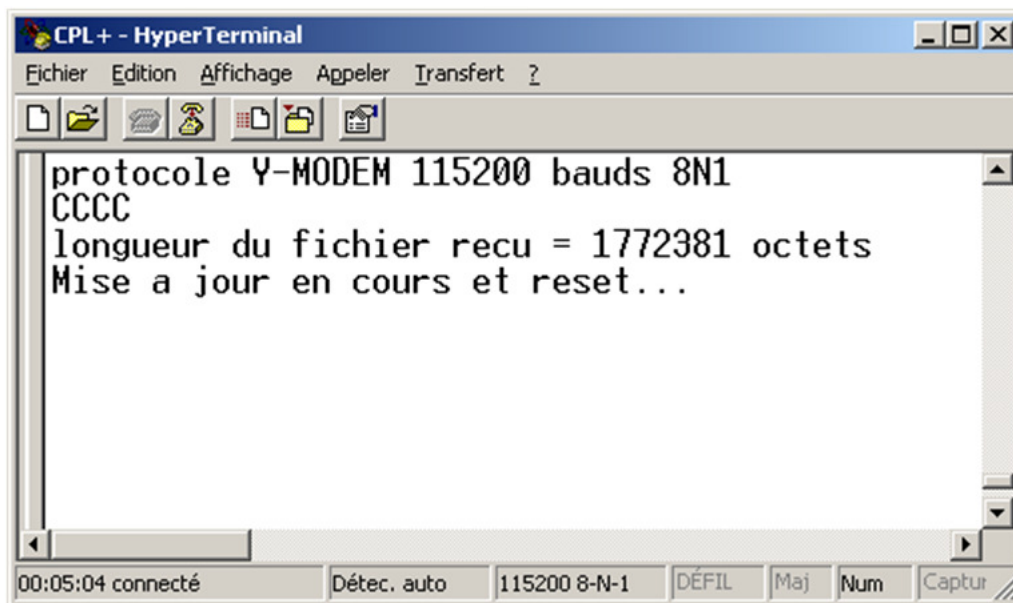 CPL+ - HyperTerminal
Fichier Edition Affichage Appeler Transfert ?
protocole Y-MODEM 115200 bauds 8N1
CCCC
longueur du fichier recu = 1772381 octets
Mise a jour en cours et reset...
00:05:04 connecté Détec. auto 115200 8-N-1 DÉFIL Maj Num Captur